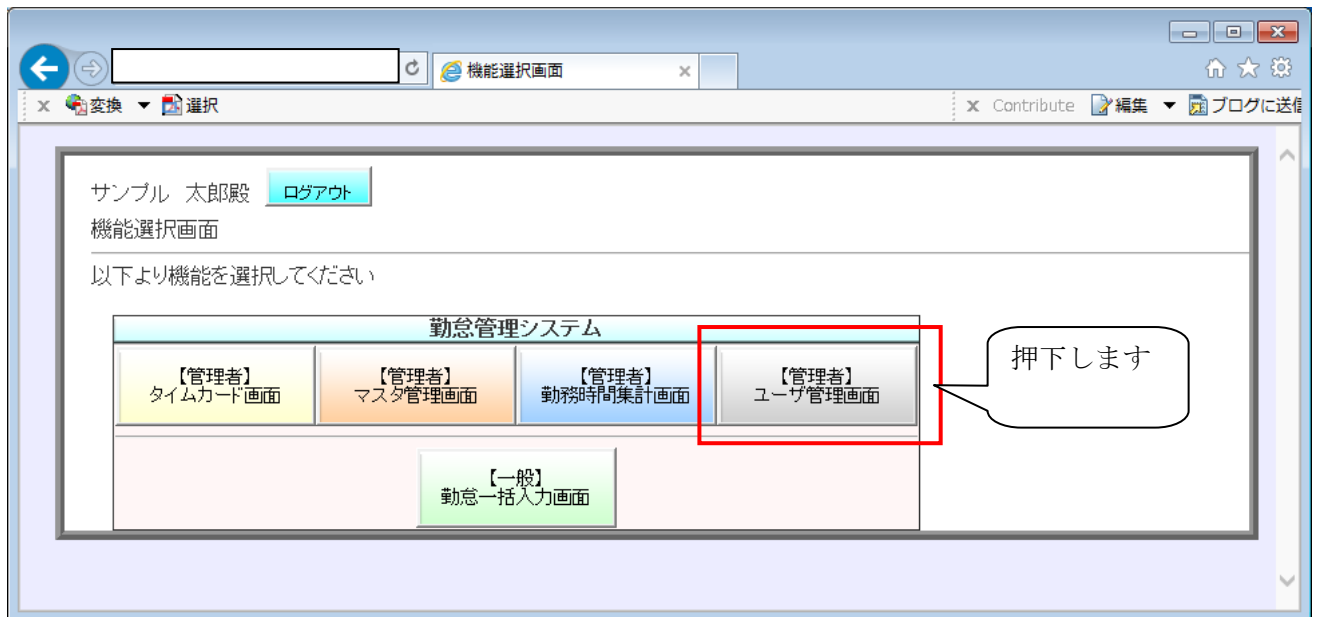 機能選択画面
x 変換 ▼ 選択
x Contribute 編集 ▼ ブログに送信
サンプル 太郎殿 ログアウト
機能選択画面
以下より機能を選択してください
勤怠管理システム
【管理者】
タイムカード画面
【管理者】
マスタ管理画面
【管理者】
勤務時間集計画面
【管理者】
ユーザ管理画面
押下します
【一般】
勤怠一括入力画面